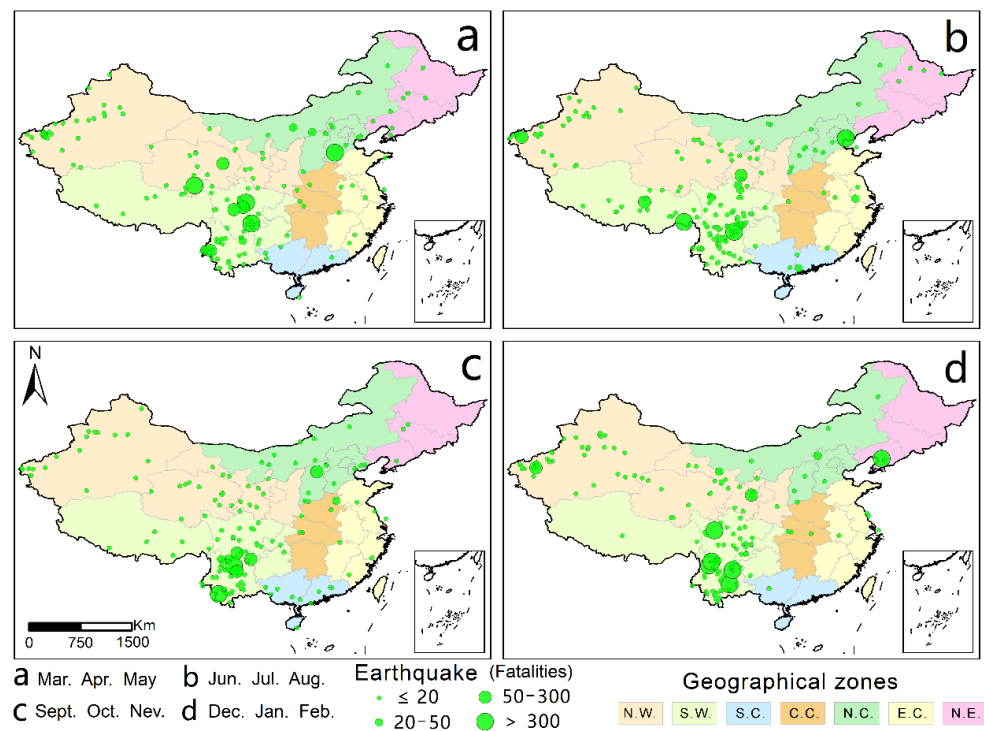 a
b
N
c
d
Km
0 750 1500
a Mar. Apr. May b Jun. Jul. Aug.
c Sept. Oct. Nev. d Dec. Jan. Feb.
Earthquake (Fatalities)
≤ 20 50-300
20-50 > 300
Geographical zones
N.W. S.W. S.C. C.C. N.C. E.C. N.E.